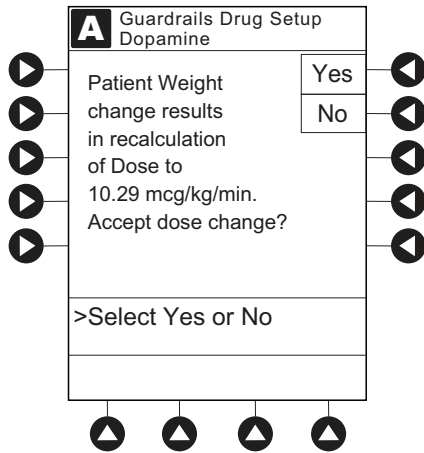 A Guardrails Drug Setup
Dopamine
Patient Weight
change results
in recalculation
of Dose to
10.29 mcg/kg/min.
Accept dose change?
Yes
No
>Select Yes or No